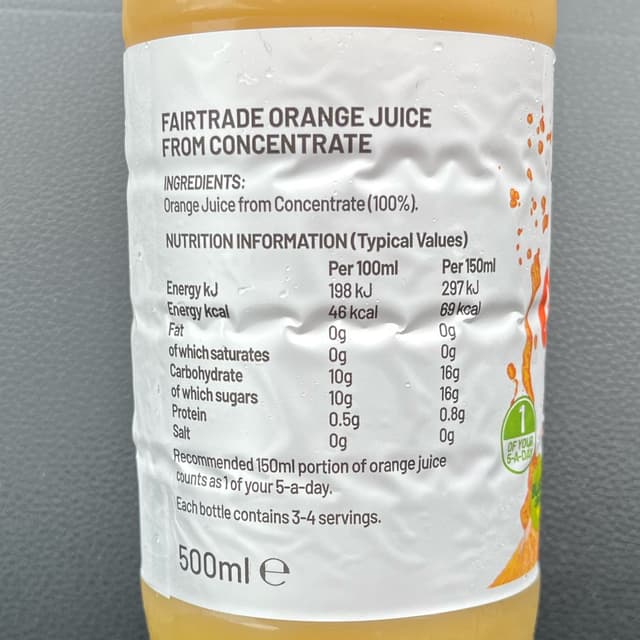 FAIRTRADE ORANGE JUICE
FROM CONCENTRATE
INGREDIENTS:
Orange Juice from Concentrate (100%).
NUTRITION INFORMATION (Typical Values)
Per 100ml Per 150ml
Energy kJ 198 kJ 297 kJ
Energy kcal 46 kcal 69 kcal
Fat 0g 0g
of which saturates 0g 0g
Carbohydrate 10g 16g
of which sugars 10g 16g
Protein 0.5g 0.8g
Salt 0g 0g
Recommended 150ml portion of orange juice
counts as 1 of your 5-a-day.
Each bottle contains 3-4 servings.
500ml ℮
1
OF YOUR
5-A-DAY